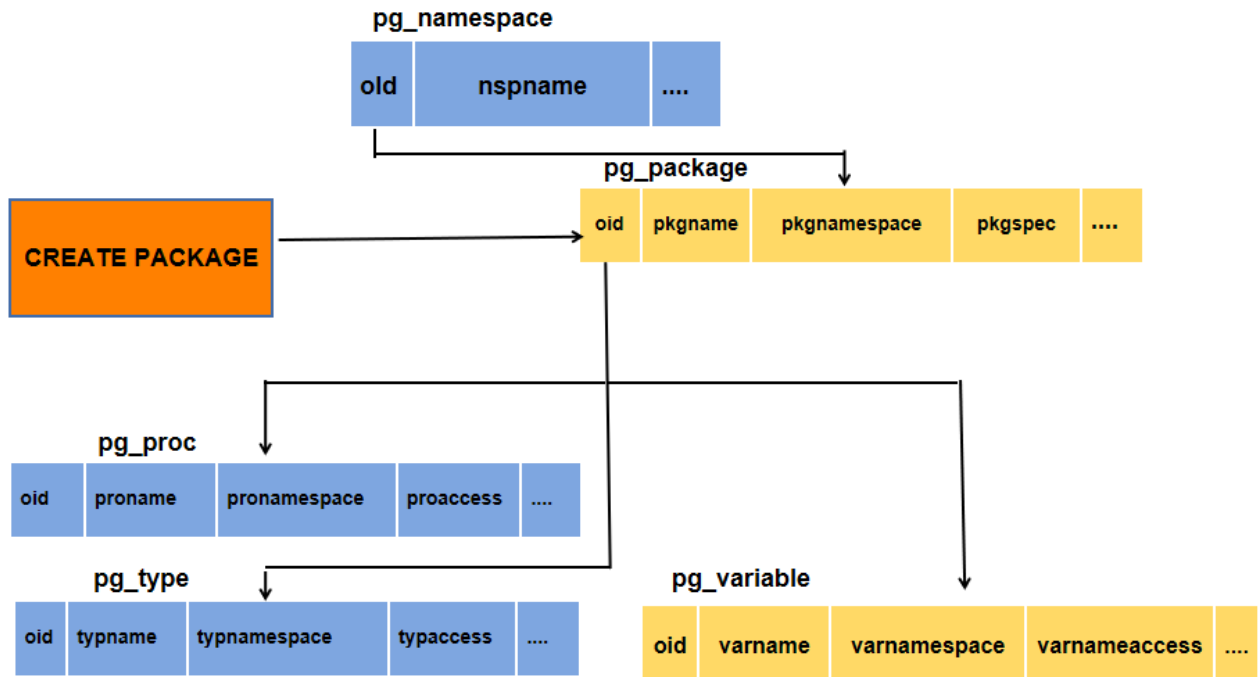 pg_namespace
old nspname ....
pg_package
oid pkgname pkgnamespace pkgspec ....
CREATE PACKAGE
pg_proc
oid proname pronamespace proaccess ....
pg_type
oid typname typnamespace typaccess ....
pg_variable
oid varname varnamespace varnameaccess ....